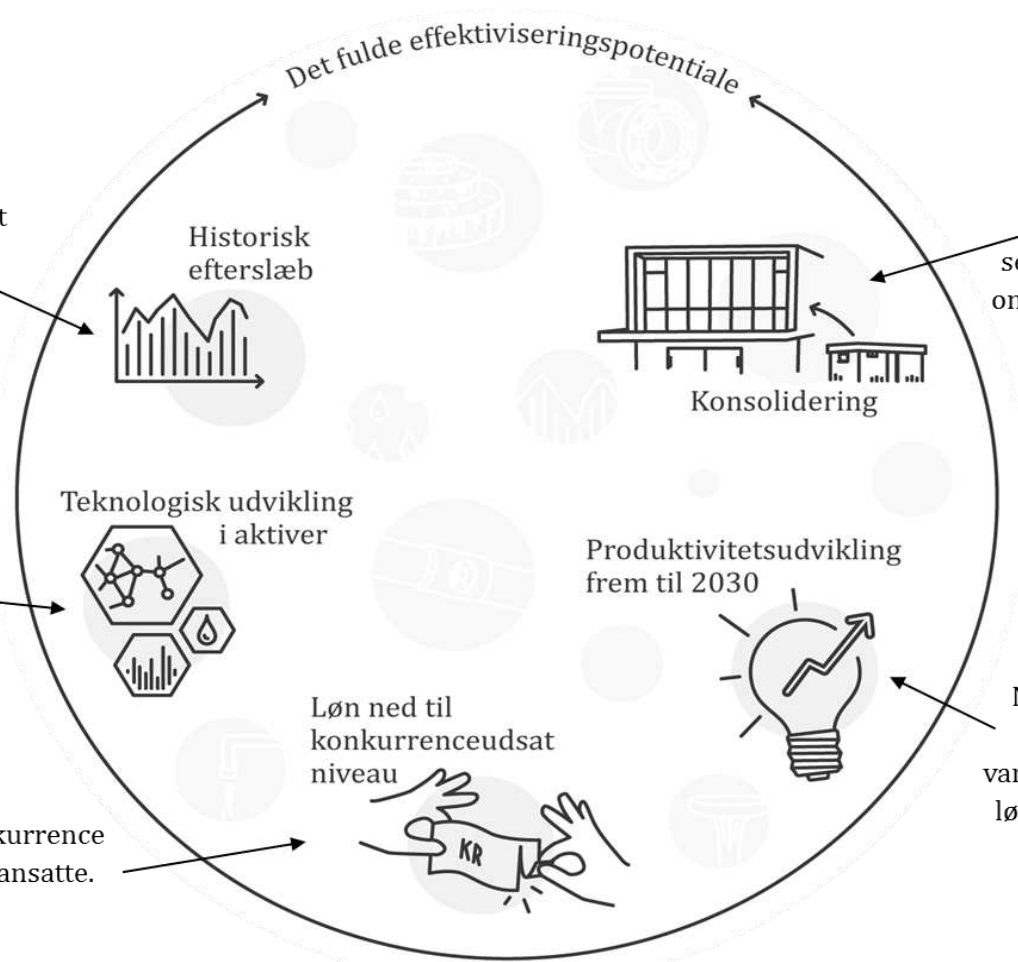 Det fulde effektiviseringspotentiale
Historisk
efterslæb
Konsolidering
Teknologisk udvikling
i aktiver
Produktivitetsudvikling
frem til 2030
Løn ned til
konkurrenceudsat
niveau
KR
ansatte.